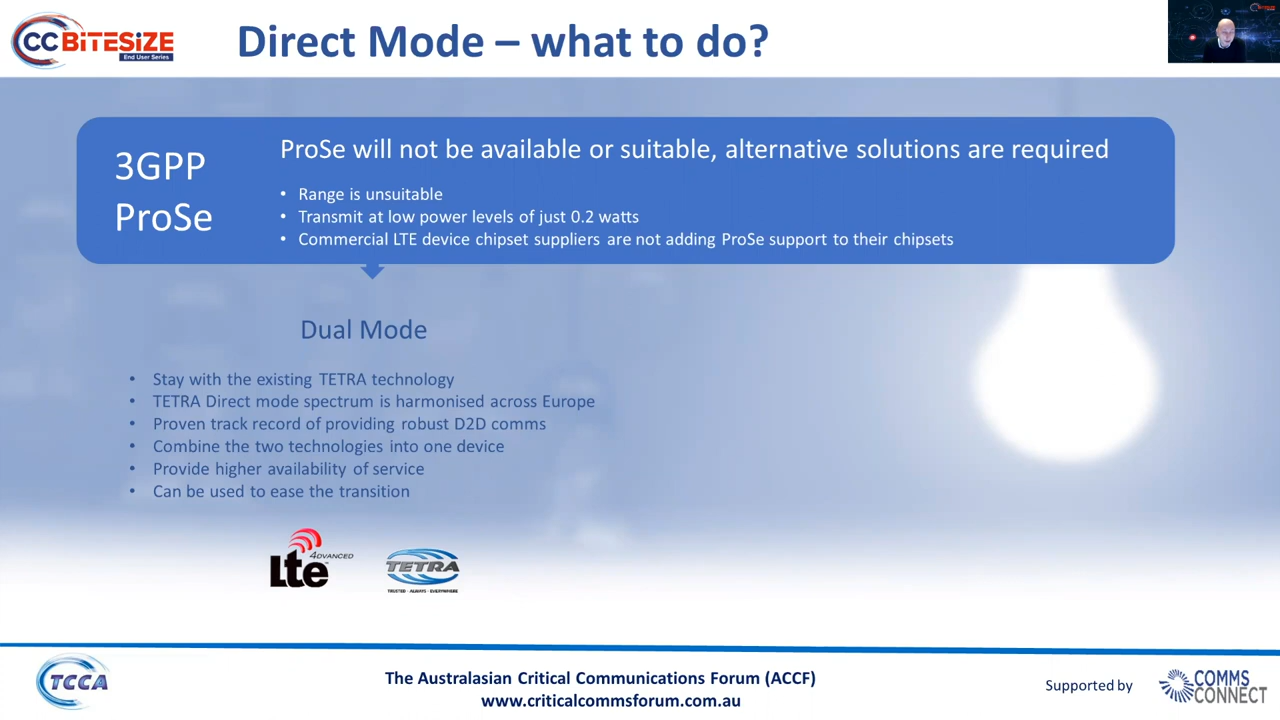 CCBITESIZE
End User Series
Direct Mode – what to do?
3GPP
ProSe
ProSe will not be available or suitable, alternative solutions are required
• Range is unsuitable
• Transmit at low power levels of just 0.2 watts
• Commercial LTE device chipset suppliers are not adding ProSe support to their chipsets
Dual Mode
• Stay with the existing TETRA technology
• TETRA Direct mode spectrum is harmonised across Europe
• Proven track record of providing robust D2D comms
• Combine the two technologies into one device
• Provide higher availability of service
• Can be used to ease the transition
4DVANCED
Lte
TETRA
TRUSTED · ALWAYS · EVERYWHERE
TCCA
The Australasian Critical Communications Forum (ACCF)
www.criticalcommsforum.com.au
Supported by
COMMS
CONNECT